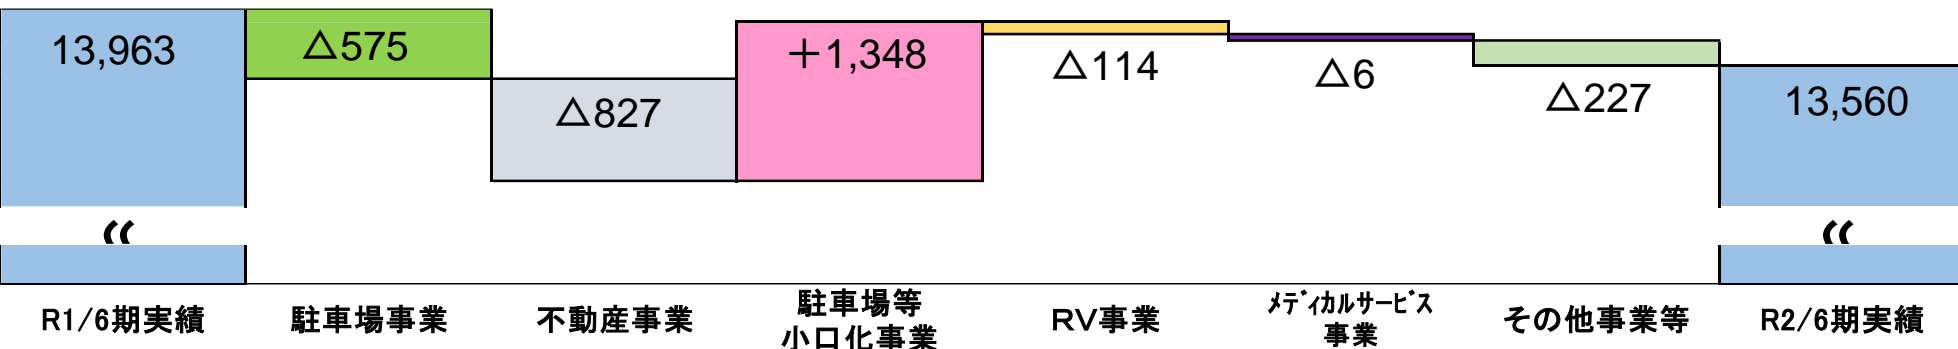 13,963
△575
△827
＋1,348
△114
△6
△227
13,560
R1/6期実績
駐車場事業
不動産事業
駐車場等
小口化事業
RV事業
ﾒﾃﾞｨｶﾙｻｰﾋﾞｽ
事業
その他事業等
R2/6期実績